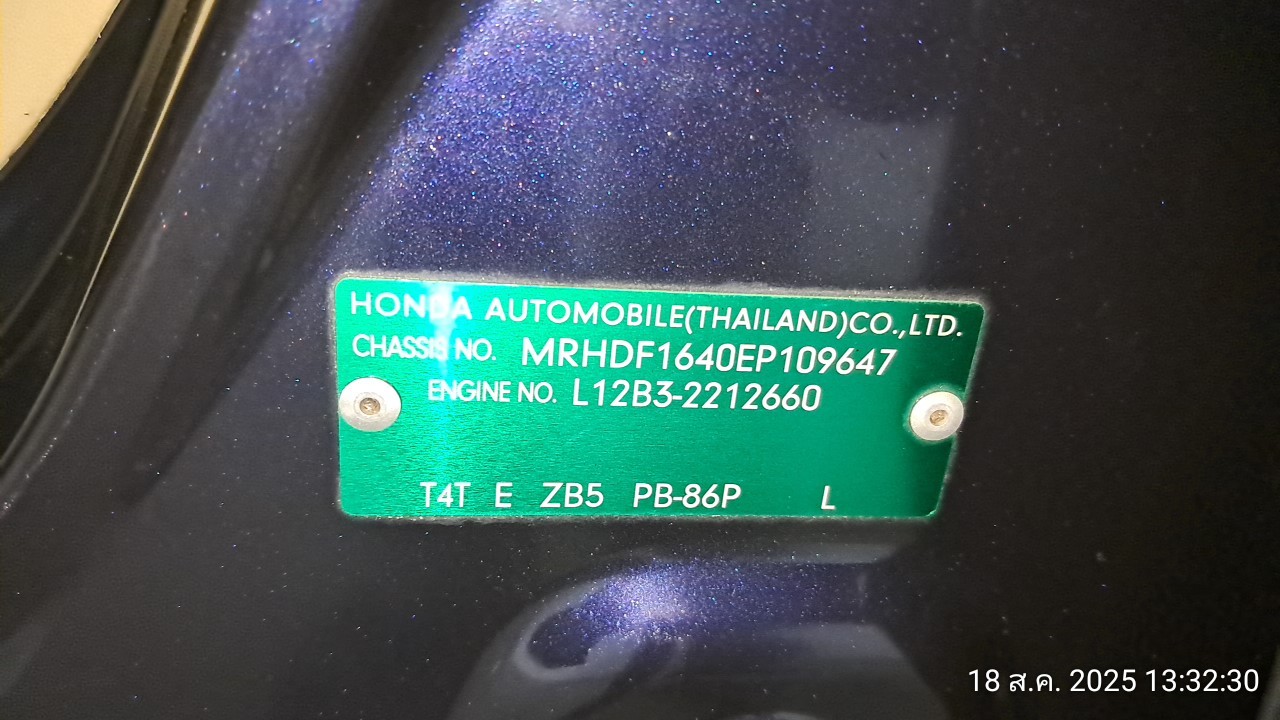 HONDA AUTOMOBILE(THAILAND)CO.,LTD.
CHASSIS NO. MRHDF1640EP109647
ENGINE NO. L12B3-2212660
T4T E ZB5 PB-86P L
18 ส.ค. 2025 13:32:30